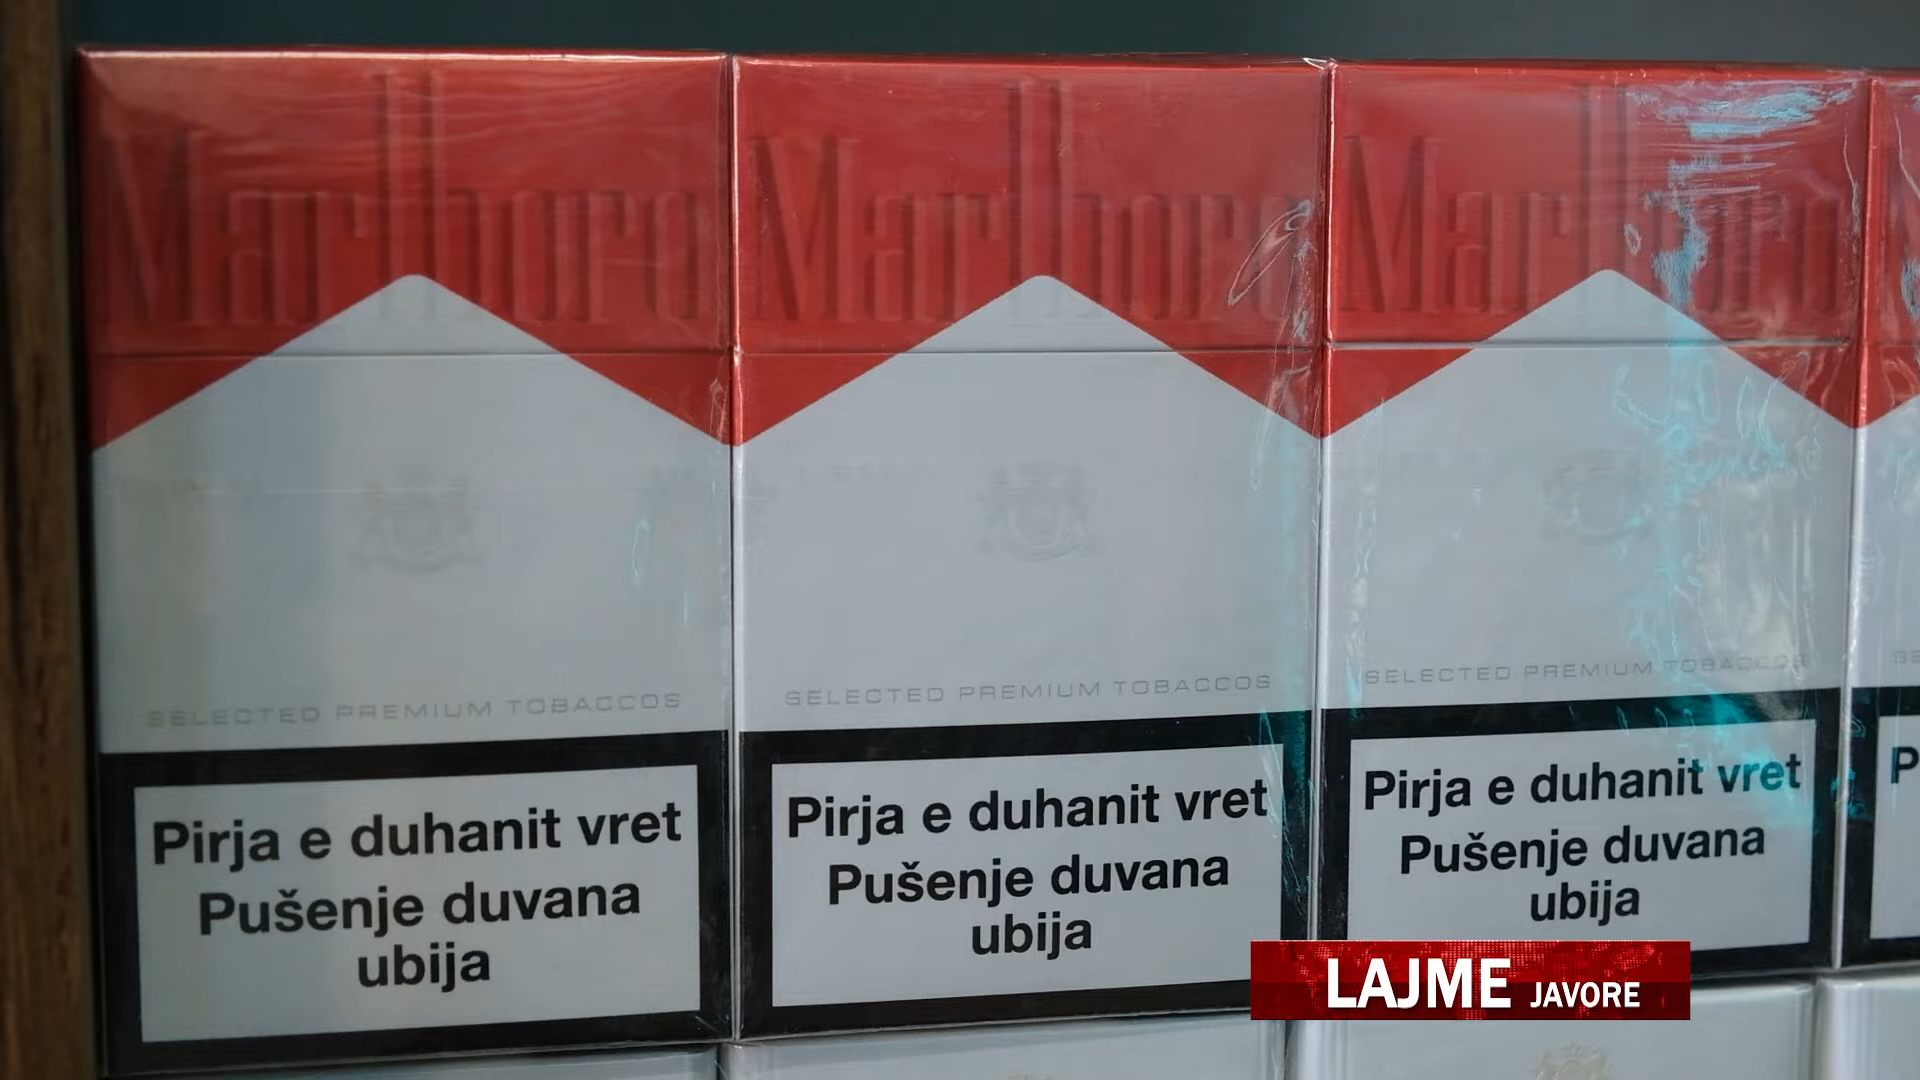 Marlboro
SELECTED PREMIUM TOBACCOS
Pirja e duhanit vret
Pušenje duvana
ubija
Marlboro
SELECTED PREMIUM TOBACCOS
Pirja e duhanit vret
Pušenje duvana
ubija
Marlboro
SELECTED PREMIUM TOBACCOS
Pirja e duhanit vret
Pušenje duvana
ubija
P
LAJME JAVORE